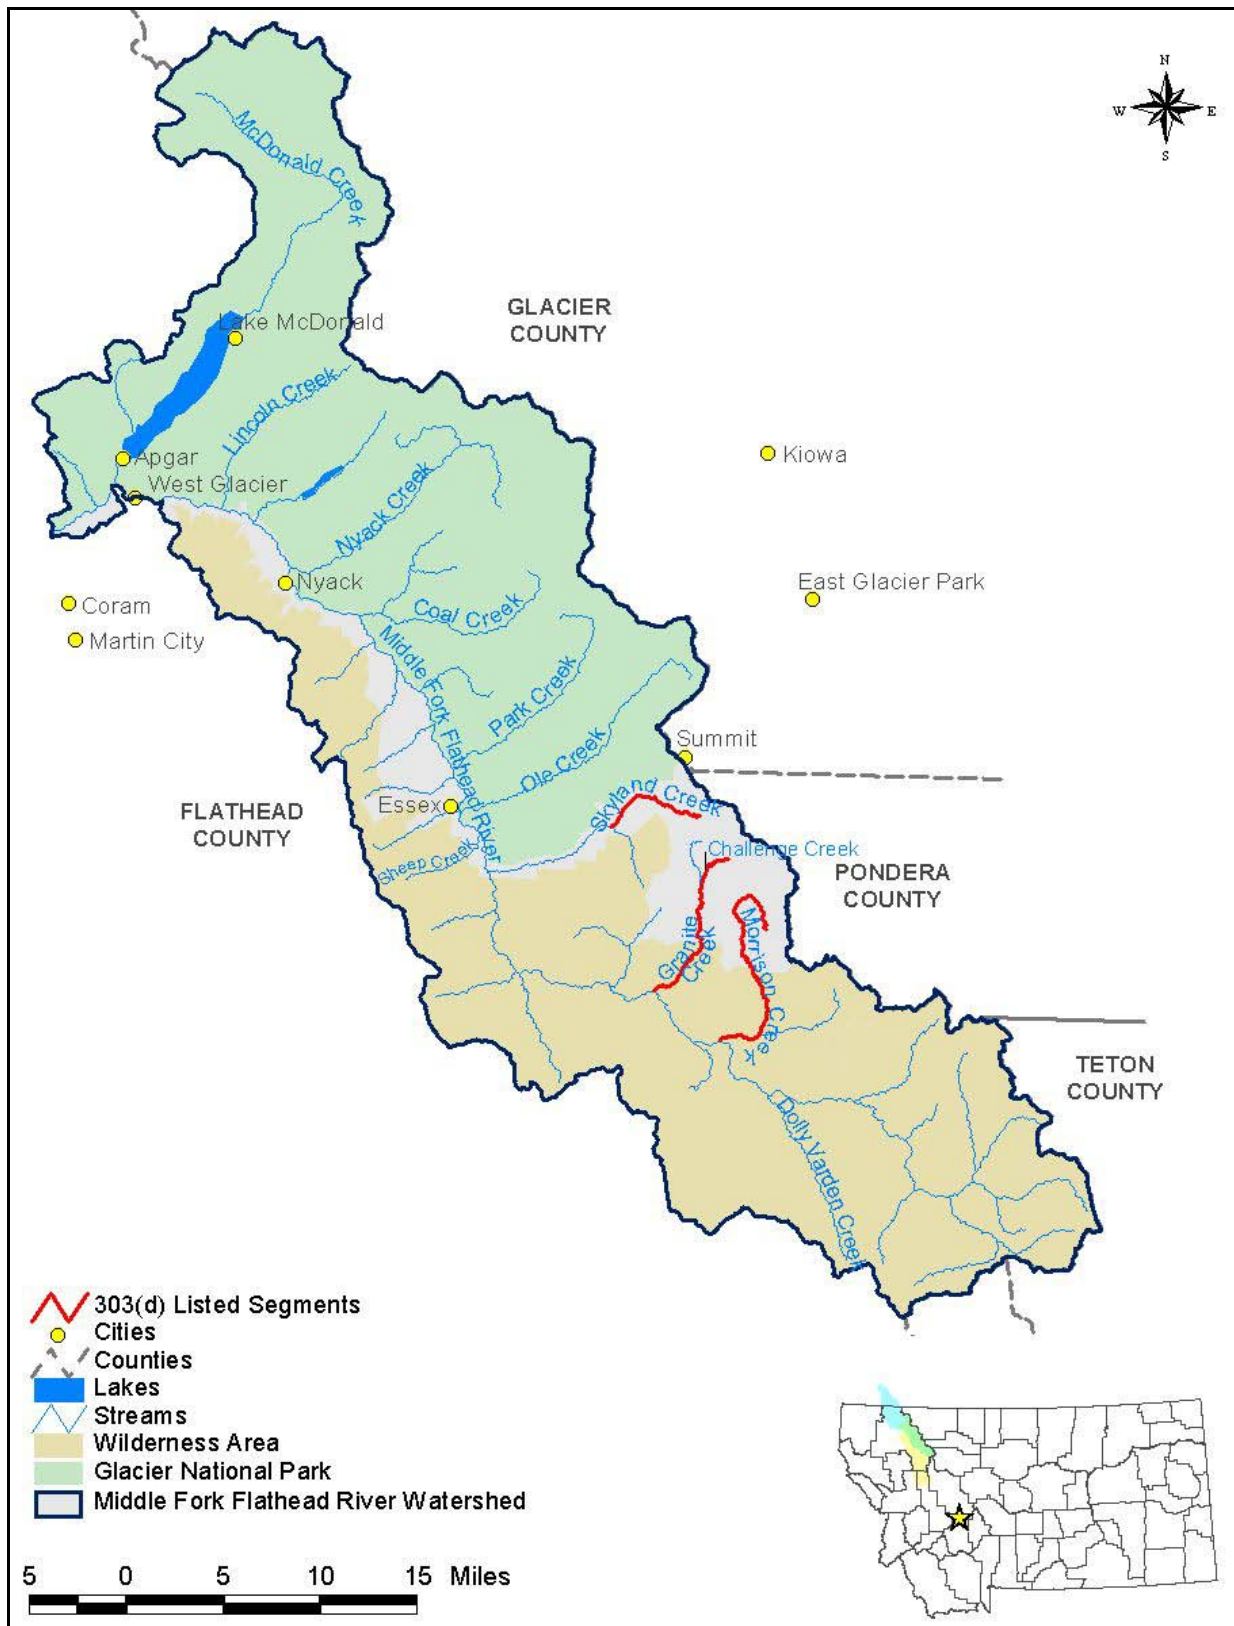 N
W E
S
McDonald Creek
GLACIER
COUNTY
Lake McDonald
Lincoln Creek
Kiowa
Apgar
West Glacier
Nyack Creek
Nyack
East Glacier Park
Coram
Coal Creek
Martin City
Middle Fork Flathead River
Park Creek
Summit
Ole Creek
Skyland Creek
Essex
FLATHEAD
COUNTY
Sheep Creek
Challenge Creek
PONDERA
COUNTY
Granite
Creek
Morrison Creek
TETON
COUNTY
Dolly Varden Creek
303(d) Listed Segments
Cities
Counties
Lakes
Streams
Wilderness Area
Glacier National Park
Middle Fork Flathead River Watershed
5 0 5 10 15 Miles